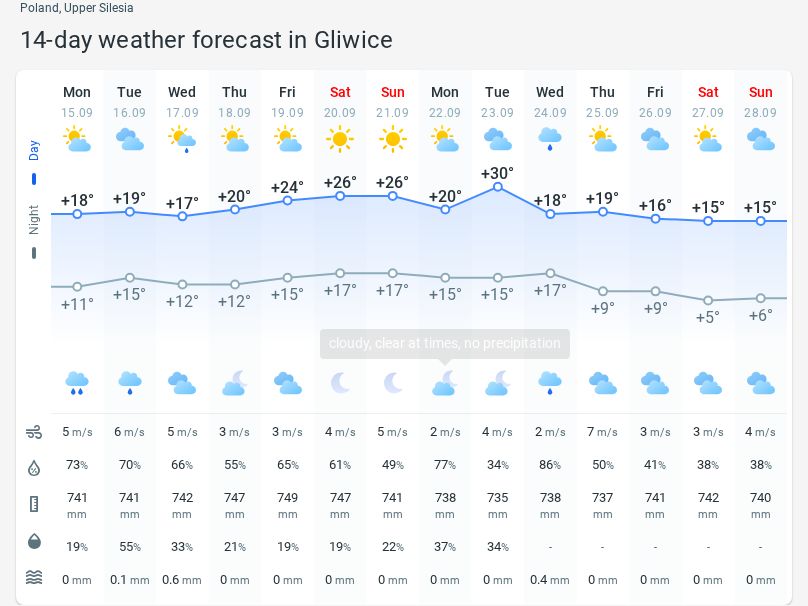 Poland, Upper Silesia
14-day weather forecast in Gliwice
Mon Tue Wed Thu Fri Sat Sun Mon Tue Wed Thu Fri Sat Sun
15.09 16.09 17.09 18.09 19.09 20.09 21.09 22.09 23.09 24.09 25.09 26.09 27.09 28.09
Day
Night
+18° +19° +17° +20° +24° +26° +26° +20° +30° +18° +19° +16° +15° +15°
+11° +15° +12° +12° +15° +17° +17° +15° +15° +17° +9° +9° +5° +6°
cloudy, clear at times, no precipitation
5 m/s 6 m/s 5 m/s 3 m/s 3 m/s 4 m/s 5 m/s 2 m/s 4 m/s 2 m/s 7 m/s 3 m/s 3 m/s 4 m/s
73% 70% 66% 55% 65% 61% 49% 77% 34% 86% 50% 41% 38% 38%
741 741 742 747 749 747 741 738 735 738 737 741 742 740
mm mm mm mm mm mm mm mm mm mm mm mm mm mm
19% 55% 33% 21% 19% 19% 22% 37% 34% - - - - -
0 mm 0.1 mm 0.6 mm 0 mm 0 mm 0 mm 0 mm 0 mm 0 mm 0.4 mm 0 mm 0 mm 0 mm 0 mm